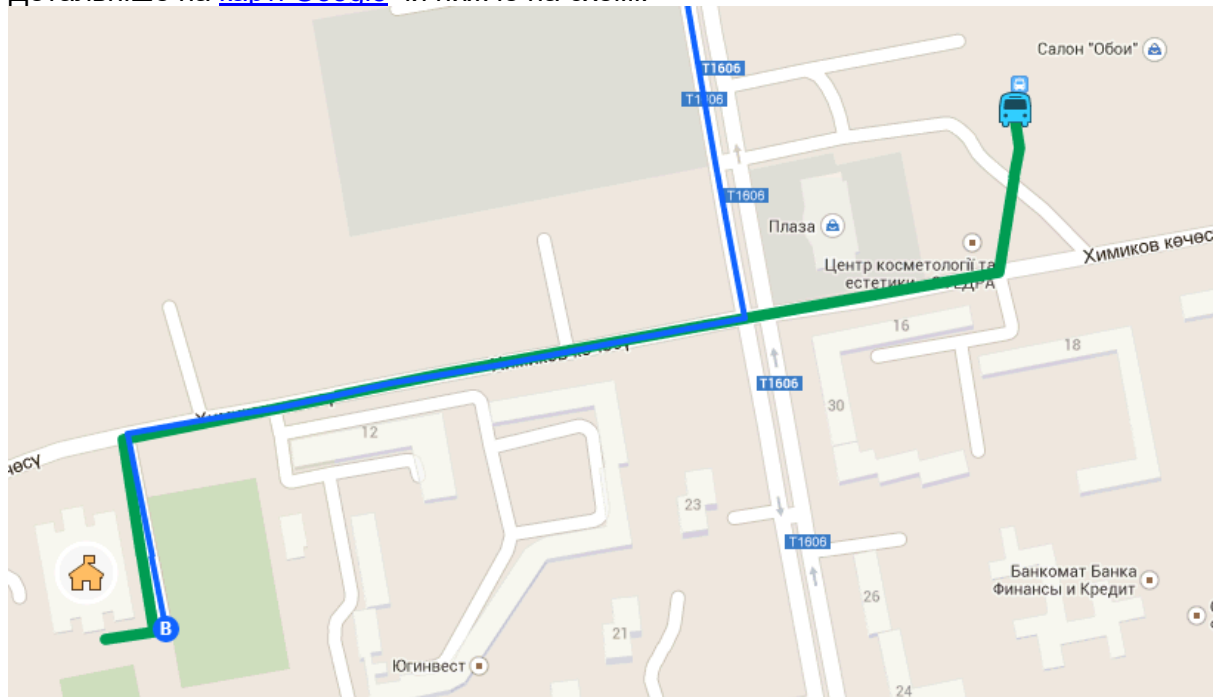 Салон "Обои"
T1606
T1606
T1606
Плаза
Химиков көчөсү
Центр косметології та
естетики
16
18
T1606
30
12
23
T1606
26
Банкомат Банка
Финансы и Кредит
B
21
Югинвест
24